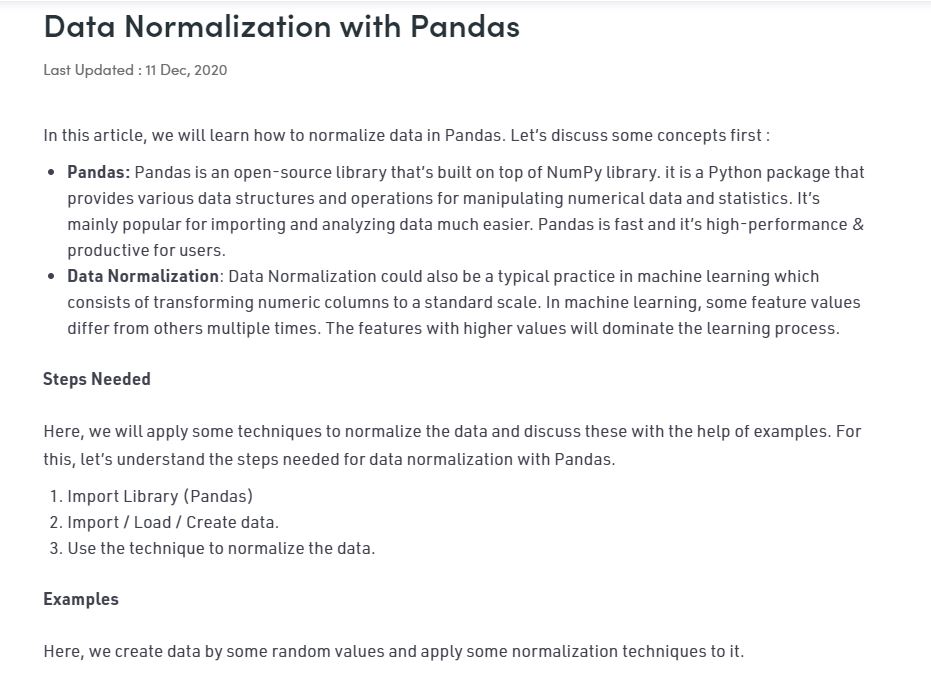 Data Normalization with Pandas
Last Updated : 11 Dec, 2020
In this article, we will learn how to normalize data in Pandas. Let's discuss some concepts first :
• Pandas: Pandas is an open-source library that's built on top of NumPy library. it is a Python package that
provides various data structures and operations for manipulating numerical data and statistics. It's
mainly popular for importing and analyzing data much easier. Pandas is fast and it's high-performance &
productive for users.
• Data Normalization: Data Normalization could also be a typical practice in machine learning which
consists of transforming numeric columns to a standard scale. In machine learning, some feature values
differ from others multiple times. The features with higher values will dominate the learning process.
Steps Needed
Here, we will apply some techniques to normalize the data and discuss these with the help of examples. For
this, let's understand the steps needed for data normalization with Pandas.
1. Import Library (Pandas)
2. Import / Load / Create data.
3. Use the technique to normalize the data.
Examples
Here, we create data by some random values and apply some normalization techniques to it.